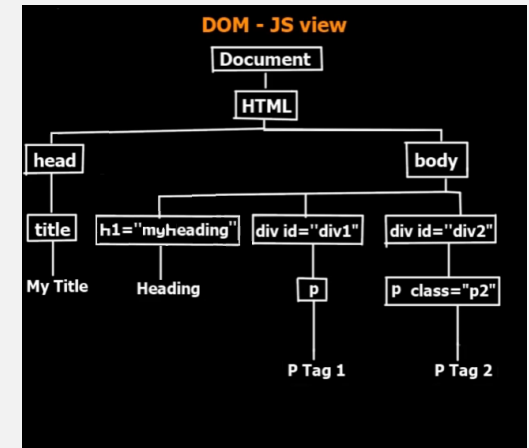 DOM - JS view
Document
HTML
head
body
title
h1="myheading"
div id="div1"
div id="div2"
My Title
Heading
p
p class="p2"
P Tag 1
P Tag 2